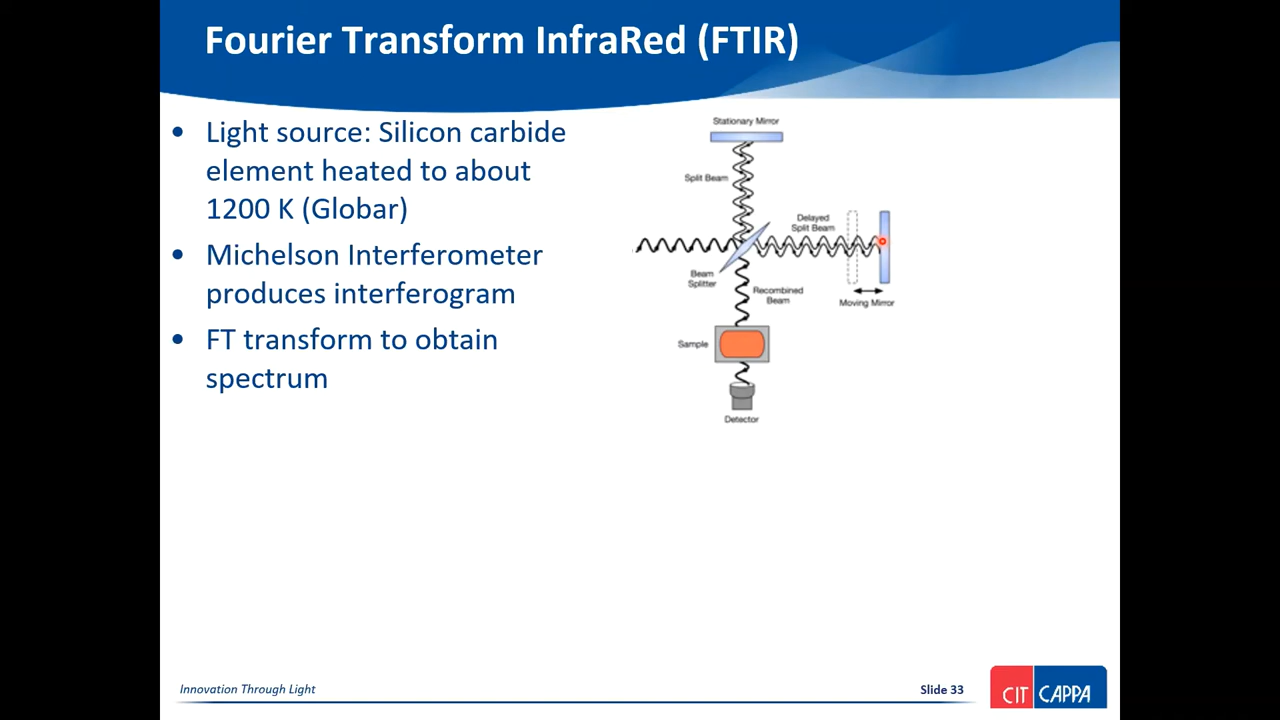 Fourier Transform InfraRed (FTIR)
• Light source: Silicon carbide
element heated to about
1200 K (Globar)
• Michelson Interferometer
produces interferogram
• FT transform to obtain
spectrum
Stationary Mirror
Split Beam
Delayed
Split Beam
Beam
Splitter
Recombined
Beam
Moving Mirror
Sample
Detector
Innovation Through Light
Slide 33
CIT CAPPA